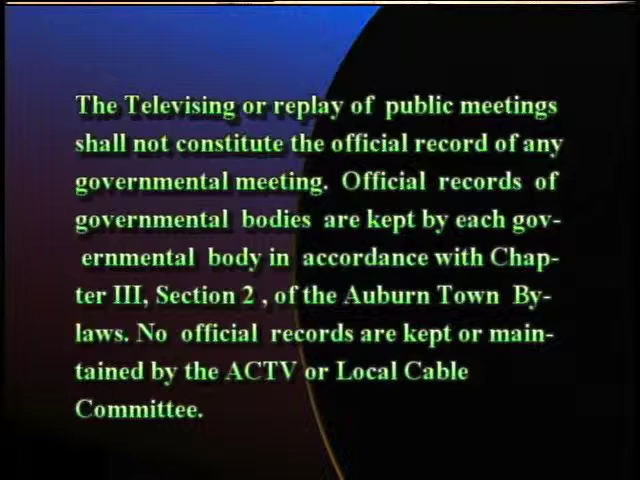 The Televising or replay of public meetings
shall not constitute the official record of any
governmental meeting. Official records of
governmental bodies are kept by each gov-
ernmental body in accordance with Chap-
ter III, Section 2 , of the Auburn Town By-
laws. No official records are kept or main-
tained by the ACTV or Local Cable
Committee.